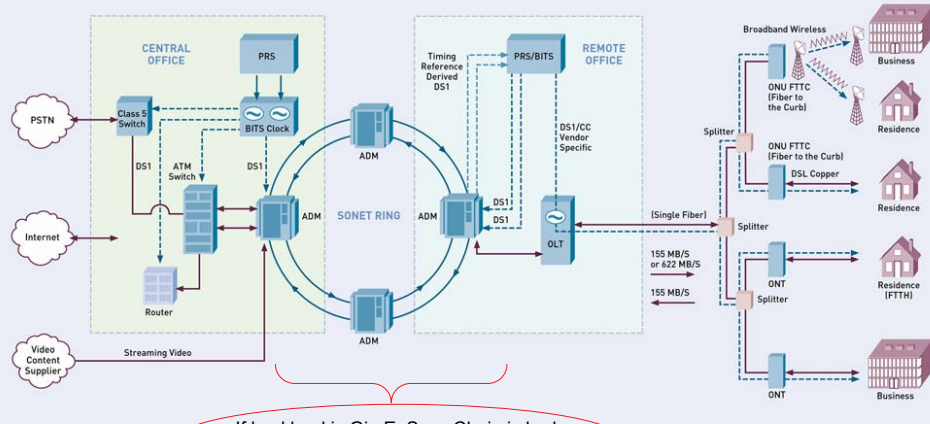 CENTRAL
OFFICE
PRS
PSTN
Class 5
Switch
BITS Clock
DS1
ATM
Switch
DS1
ADM
Internet
Router
Video
Content
Supplier
Streaming Video
ADM
SONET RING
ADM
ADM
Timing
Reference
Derived
DS1
PRS/BITS
REMOTE
OFFICE
DS1/CC
Vendor
Specific
DS1
DS1
OLT
(Single Fiber)
155 MB/S
or 622 MB/S
155 MB/S
Broadband Wireless
Business
ONU FTTC
(Fiber to
the Curb)
Residence
Splitter
ONU FTTC
(Fiber to the Curb)
DSL Copper
Residence
Splitter
ONT
Residence
(FTTH)
Splitter
ONT
Business